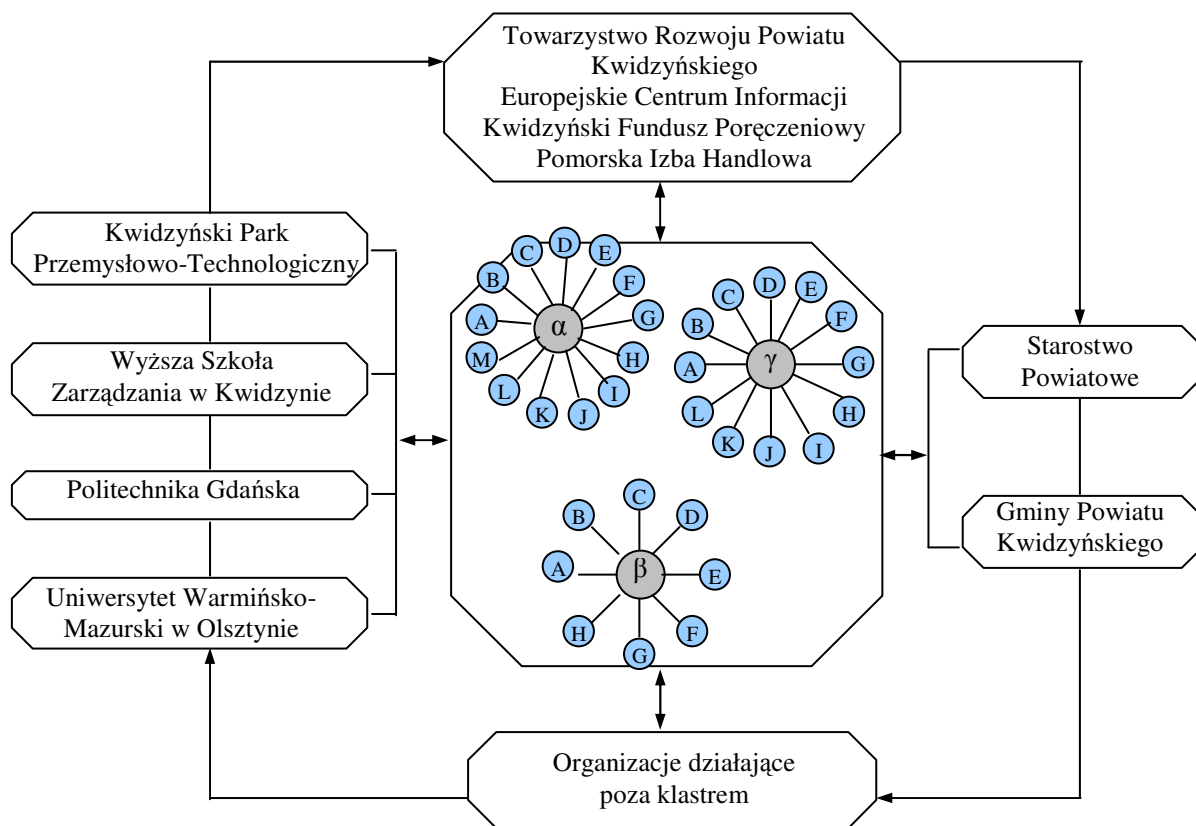 Towarzystwo Rozwoju Powiatu
Kwidzyńskiego
Europejskie Centrum Informacji
Kwidzyński Fundusz Poręczeniowy
Pomorska Izba Handlowa
Kwidzyński Park
Przemysłowo-Technologiczny
Wyższa Szkoła
Zarządzania w Kwidzynie
Politechnika Gdańska
Uniwersytet Warmińsko-
Mazurski w Olsztynie
α
A
B
C
D
E
F
G
H
I
J
K
L
M
γ
A
B
C
D
E
F
G
H
I
J
K
L
β
A
B
C
D
E
F
G
H
Starostwo
Powiatowe
Gminy Powiatu
Kwidzyńskiego
Organizacje działające
poza klastrem